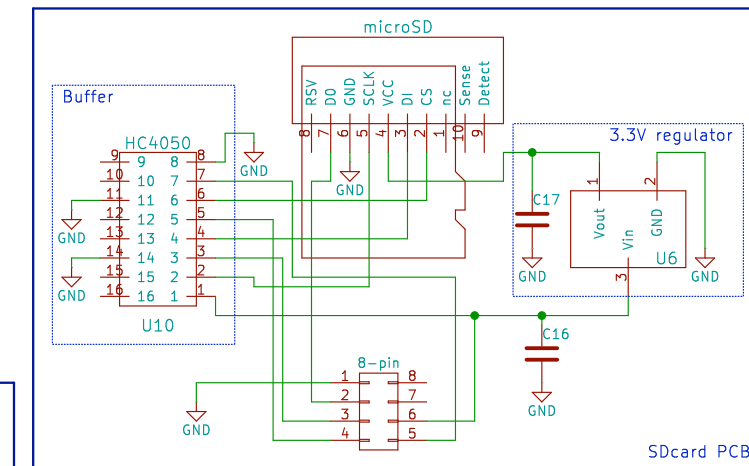 microSD
RSV
D0
GND
SCLK
VCC
DI
CS
nc
Sense
Detect
8
7
6
5
4
3
2
1
10
9
Buffer
HC4050
9 9 8 8
10 10 7 7
11 11 6 6
12 12 5 5
13 13 4 4
14 14 3 3
15 15 2 2
16 16 1 1
U10
GND
GND
GND
GND
3.3V regulator
1
2
Vout
Vin
GND
3
U6
C17
GND
GND
C16
GND
8-pin
1 8
2 7
3 6
4 5
GND
SDcard PCB